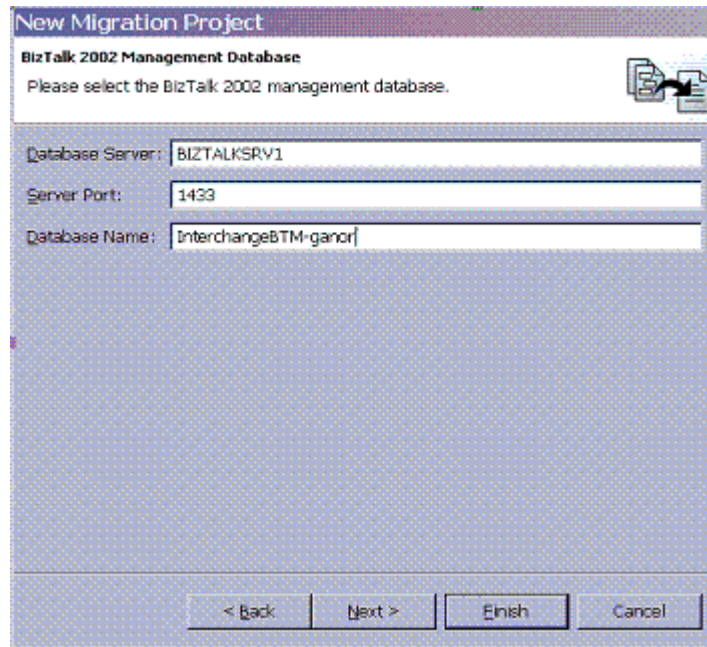 New Migration Project
BizTalk 2002 Management Database
Please select the BizTalk 2002 management database.
Database Server: BIZTALKSRV1
Server Port: 1433
Database Name: InterchangeBTM-ganor
< Back Next > Finish Cancel